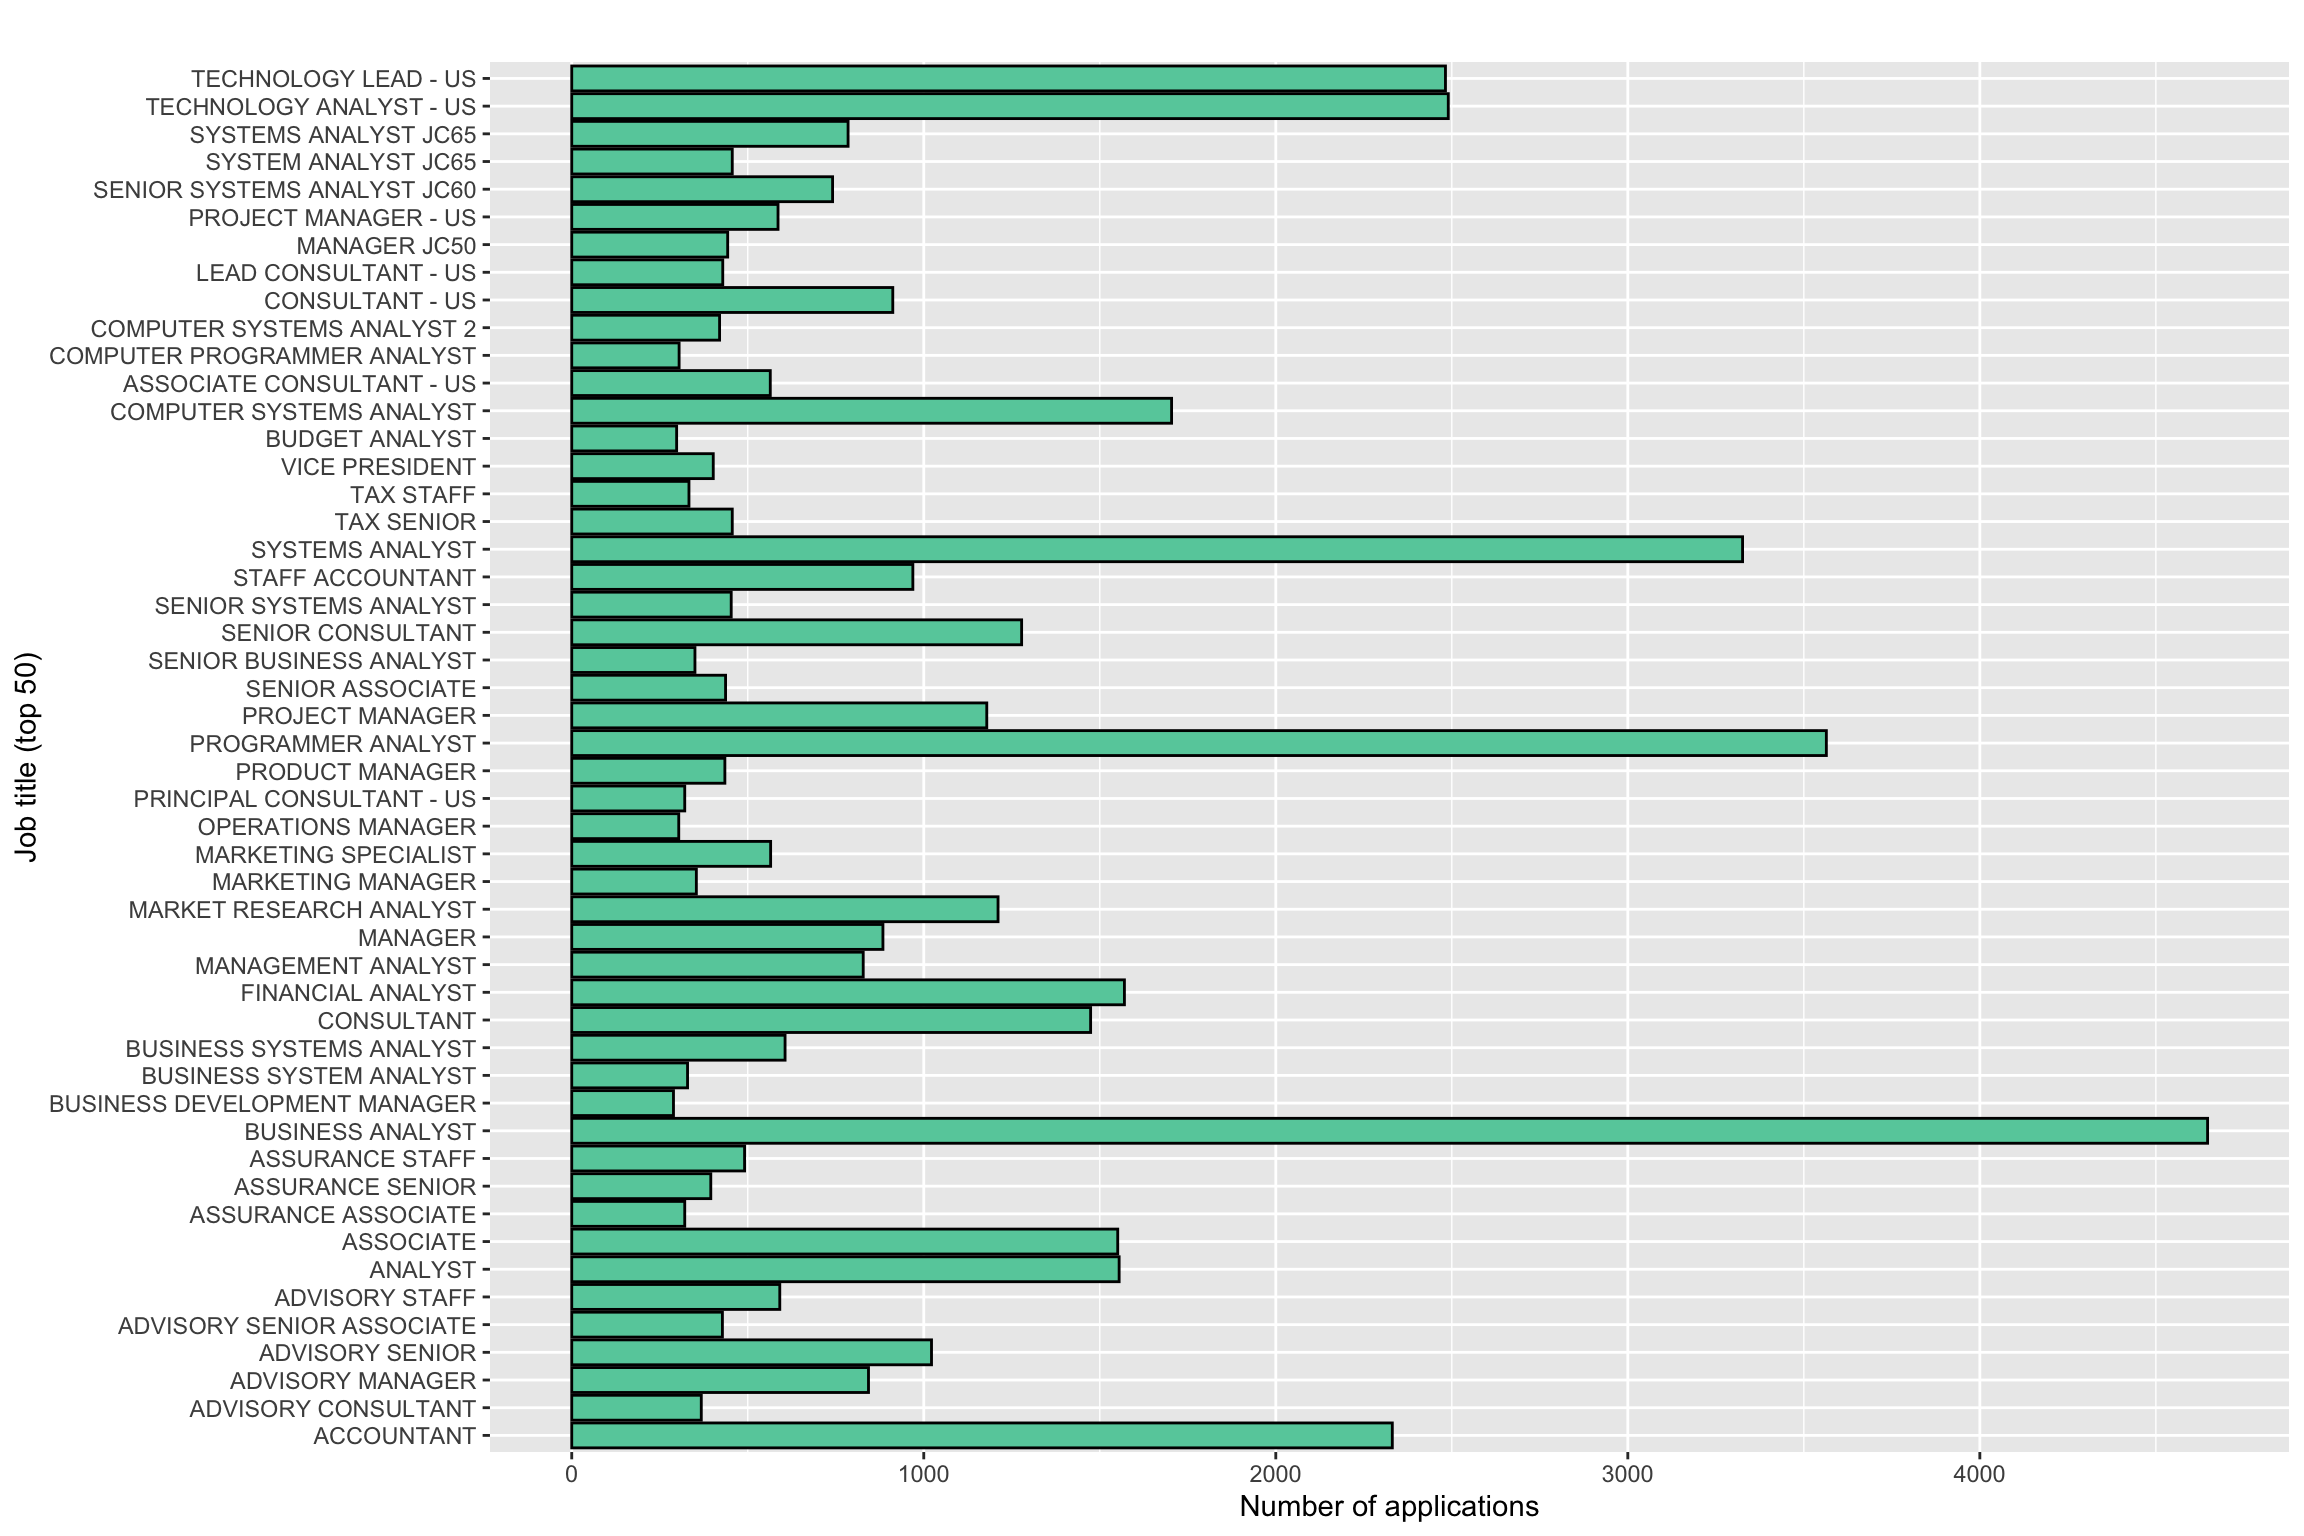 TECHNOLOGY LEAD - US
TECHNOLOGY ANALYST - US
SYSTEMS ANALYST JC65
SYSTEM ANALYST JC65
SENIOR SYSTEMS ANALYST JC60
PROJECT MANAGER - US
MANAGER JC50
LEAD CONSULTANT - US
CONSULTANT - US
COMPUTER SYSTEMS ANALYST 2
COMPUTER PROGRAMMER ANALYST
ASSOCIATE CONSULTANT - US
COMPUTER SYSTEMS ANALYST
BUDGET ANALYST
VICE PRESIDENT
TAX STAFF
TAX SENIOR
SYSTEMS ANALYST
STAFF ACCOUNTANT
SENIOR SYSTEMS ANALYST
SENIOR CONSULTANT
SENIOR BUSINESS ANALYST
SENIOR ASSOCIATE
PROJECT MANAGER
PROGRAMMER ANALYST
PRODUCT MANAGER
PRINCIPAL CONSULTANT - US
OPERATIONS MANAGER
MARKETING SPECIALIST
MARKETING MANAGER
MARKET RESEARCH ANALYST
MANAGER
MANAGEMENT ANALYST
FINANCIAL ANALYST
CONSULTANT
BUSINESS SYSTEMS ANALYST
BUSINESS SYSTEM ANALYST
BUSINESS DEVELOPMENT MANAGER
BUSINESS ANALYST
ASSURANCE STAFF
ASSURANCE SENIOR
ASSURANCE ASSOCIATE
ASSOCIATE
ANALYST
ADVISORY STAFF
ADVISORY SENIOR ASSOCIATE
ADVISORY SENIOR
ADVISORY MANAGER
ADVISORY CONSULTANT
ACCOUNTANT
Job title (top 50)
0 1000 2000 3000 4000
Number of applications